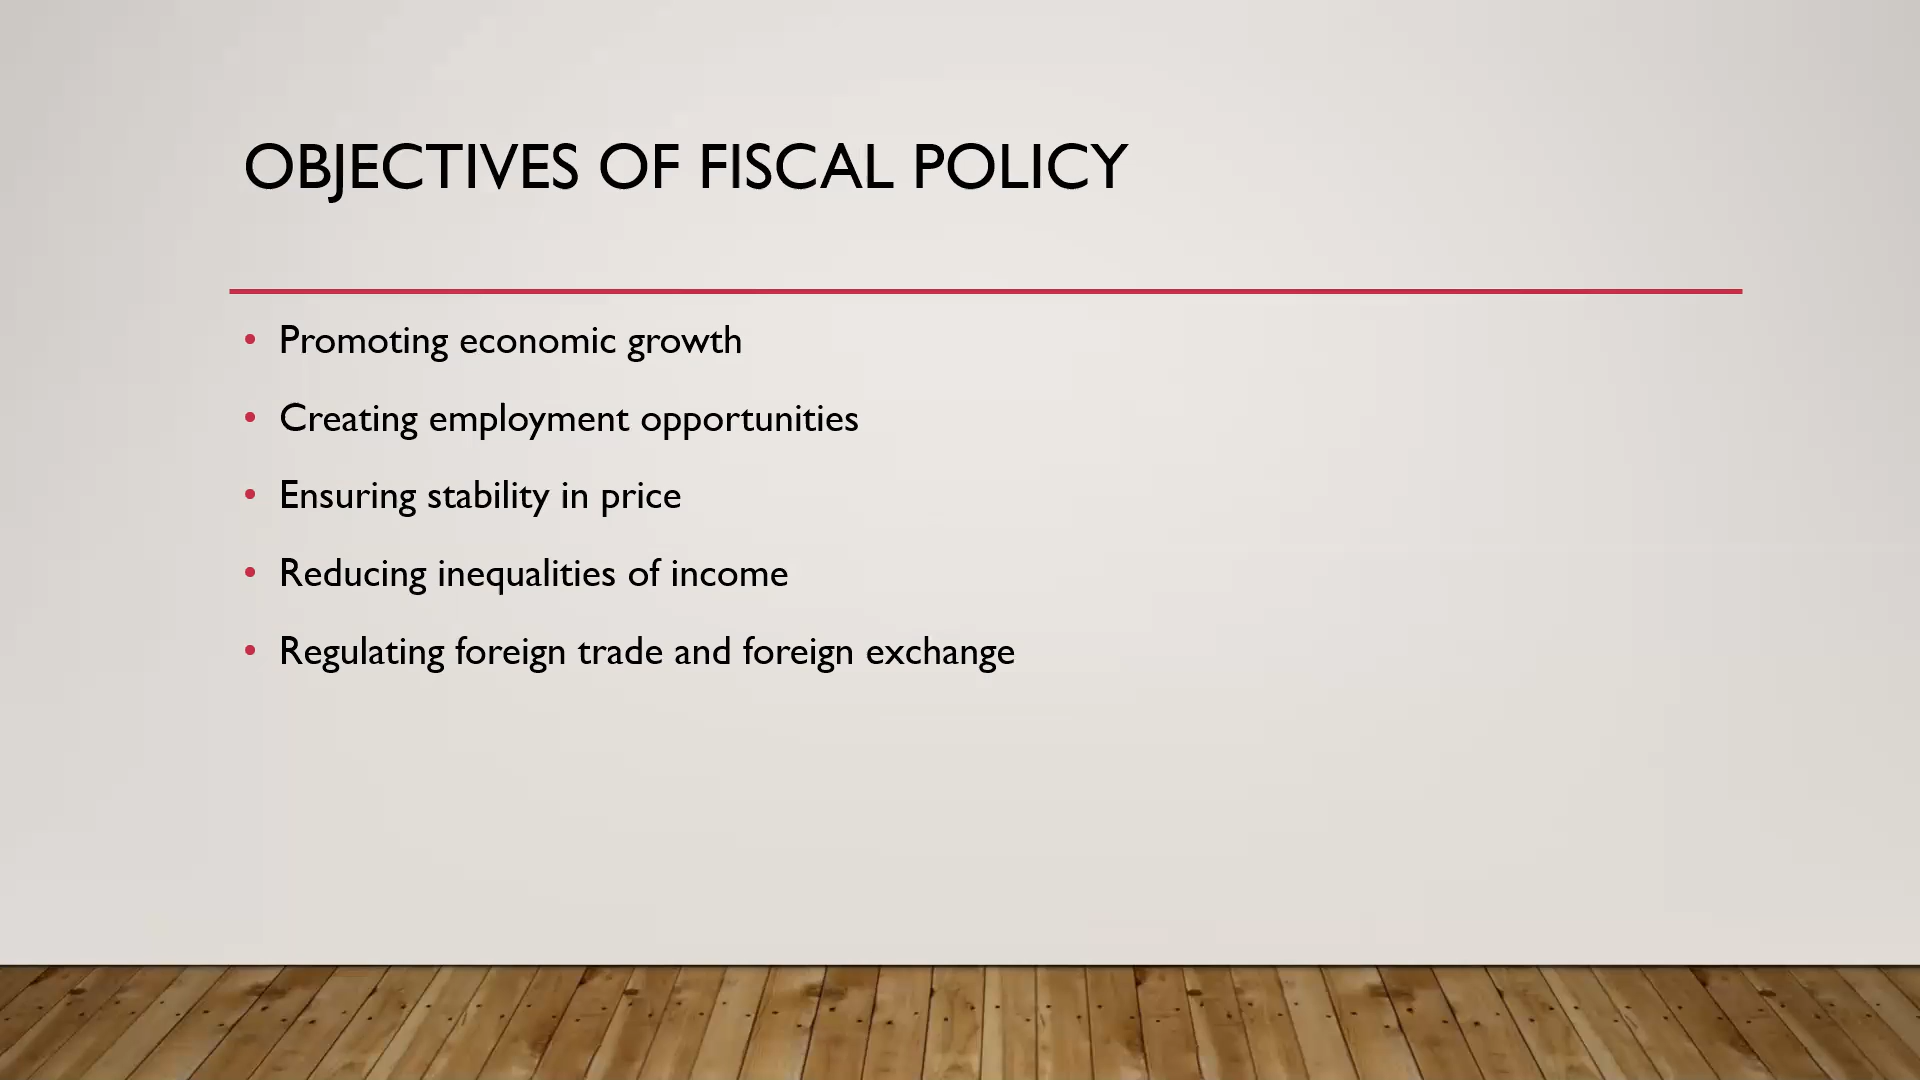 OBJECTIVES OF FISCAL POLICY
• Promoting economic growth
• Creating employment opportunities
• Ensuring stability in price
• Reducing inequalities of income
• Regulating foreign trade and foreign exchange